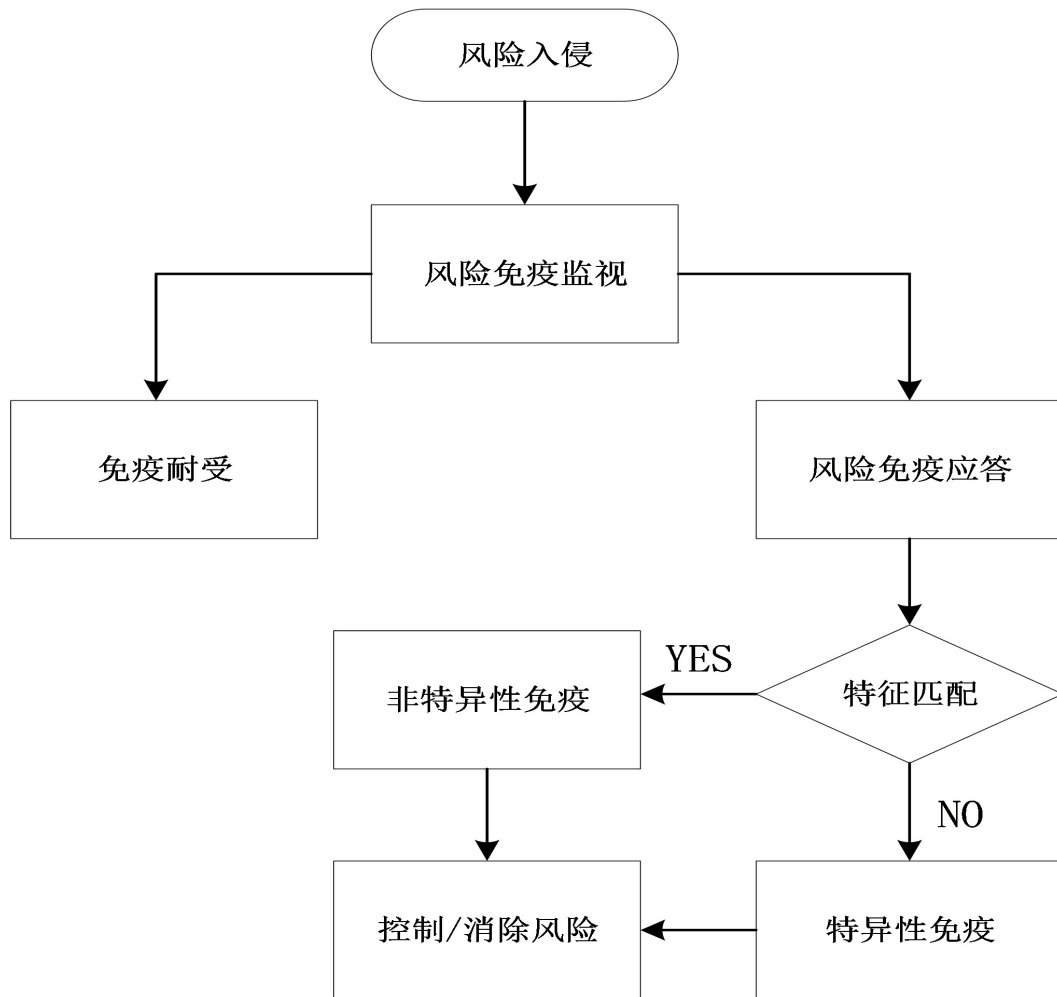 风险入侵
风险免疫监视
免疫耐受
风险免疫应答
YES
非特异性免疫
特征匹配
NO
控制/消除风险
特异性免疫